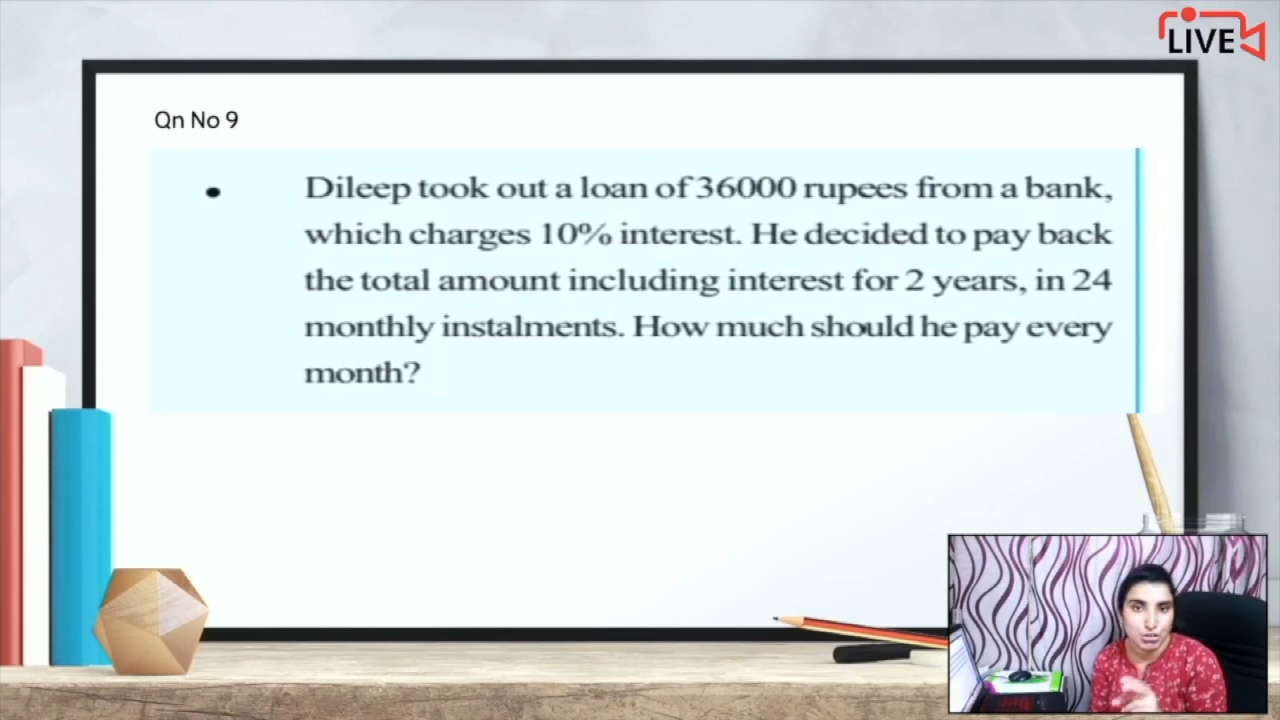 LIVE
Qn No 9
• Dileep took out a loan of 36000 rupees from a bank,
which charges 10% interest. He decided to pay back
the total amount including interest for 2 years, in 24
monthly instalments. How much should he pay every
month?